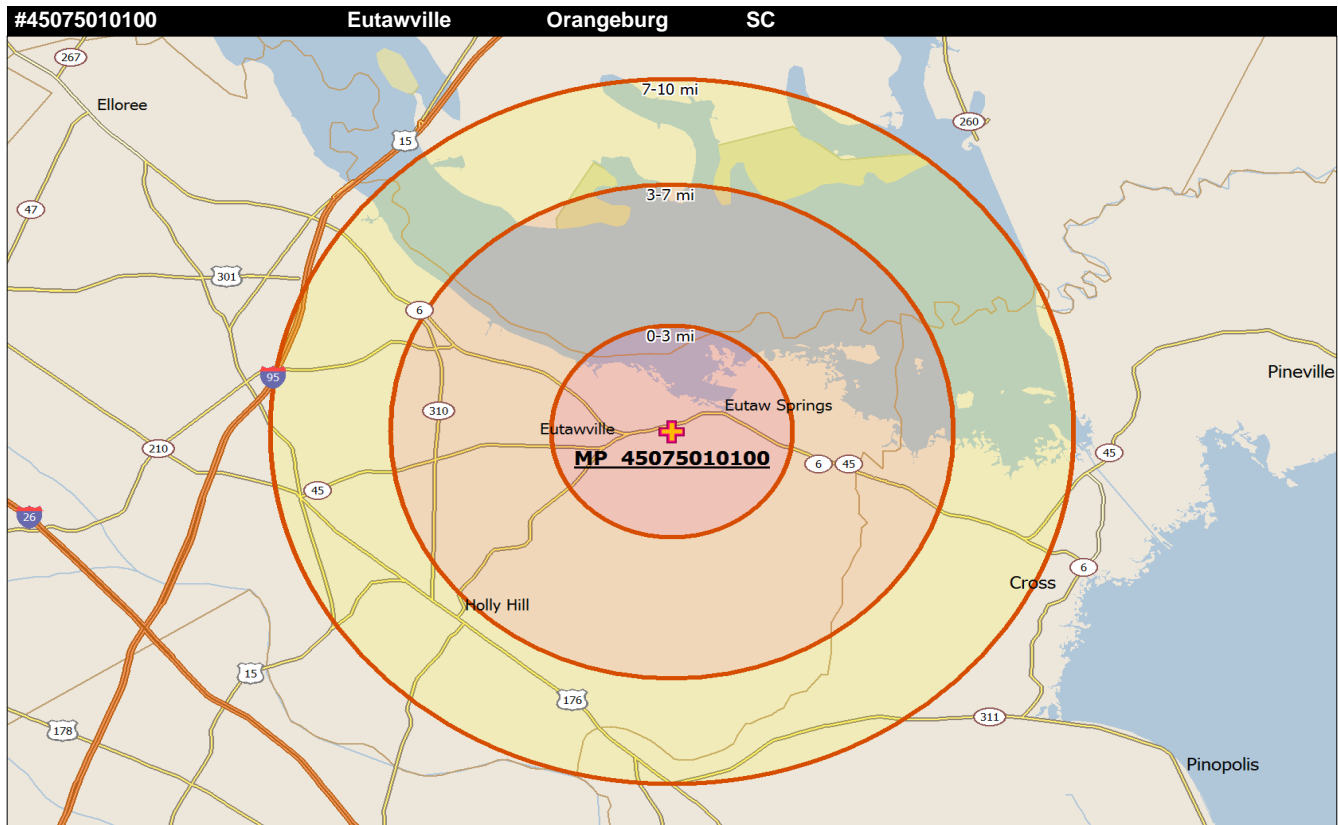 #45075010100 Eutawville Orangeburg SC
267
7-10 mi
Elloree
260
15
3-7 mi
47
301
6
0-3 mi
Pineville
95
310
Eutaw Springs
Eutawville
210
45
MP 45075010100
6 45
45
26
6
Cross
Holly Hill
15
176
311
178
Pinopolis